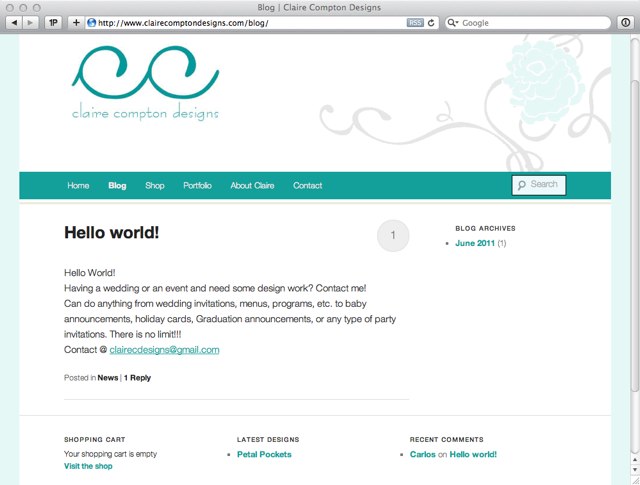 Blog | Claire Compton Designs
1P
http://www.clairecomptondesigns.com/blog/
RSS
Google
claire compton designs
Home Blog Shop Portfolio About Claire Contact
Search
Hello world!
1
BLOG ARCHIVES
June 2011 (1)
Hello World!
Having a wedding or an event and need some design work? Contact me!
Can do anything from wedding invitations, menus, programs, etc. to baby
announcements, holiday cards, Graduation announcements, or any type of party
invitations. There is no limit!!!
Contact @ clairecdesigns@gmail.com
Posted in News | 1 Reply
SHOPPING CART
Your shopping cart is empty
Visit the shop
LATEST DESIGNS
Petal Pockets
RECENT COMMENTS
Carlos on Hello world!